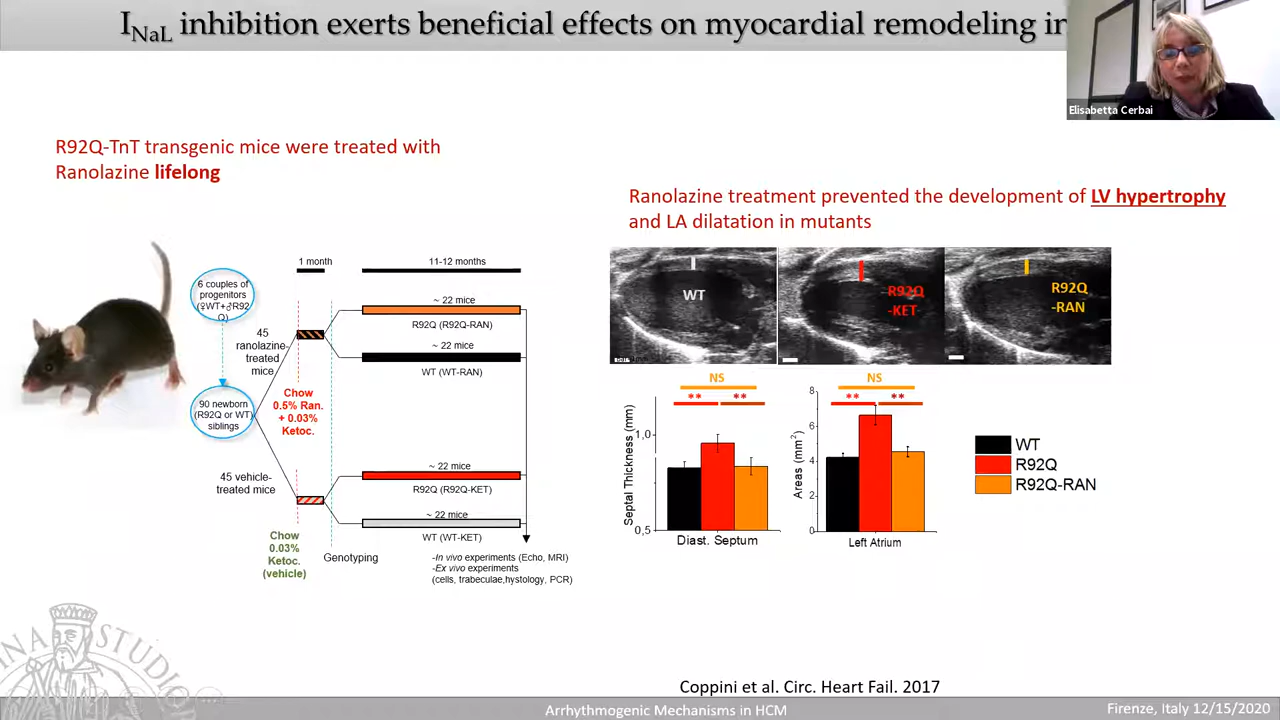 I_NaL inhibition exerts beneficial effects on myocardial remodeling in
Elisabetta Cerbai
R92Q-TnT transgenic mice were treated with
Ranolazine lifelong
Ranolazine treatment prevented the development of LV hypertrophy
and LA dilatation in mutants
1 month
11-12 months
6 couples of
progenitors
(♀WT+♂R92
Q)
45
ranolazine-
treated
mice
90 newborn
(R92Q or WT)
siblings
45 vehicle-
treated mice
Chow
0.5% Ran.
+ 0.03%
Ketoc.
Chow
0.03%
Ketoc.
(vehicle)
Genotyping
~ 22 mice
R92Q (R92Q-RAN)
~ 22 mice
WT (WT-RAN)
~ 22 mice
R92Q (R92Q-KET)
~ 22 mice
WT (WT-KET)
-In vivo experiments (Echo, MRI)
-Ex vivo experiments
(cells, trabeculae,hystology, PCR)
WT
R92Q
-KET
R92Q
-RAN
NS
** **
Septal Thickness (mm)
1,0
0,5
Diast. Septum
NS
** **
Areas (mm²)
8
6
4
2
0
Left Atrium
WT
R92Q
R92Q-RAN
NA STUDIO
Coppini et al. Circ. Heart Fail. 2017
Arrhythmogenic Mechanisms in HCM
Firenze, Italy 12/15/2020